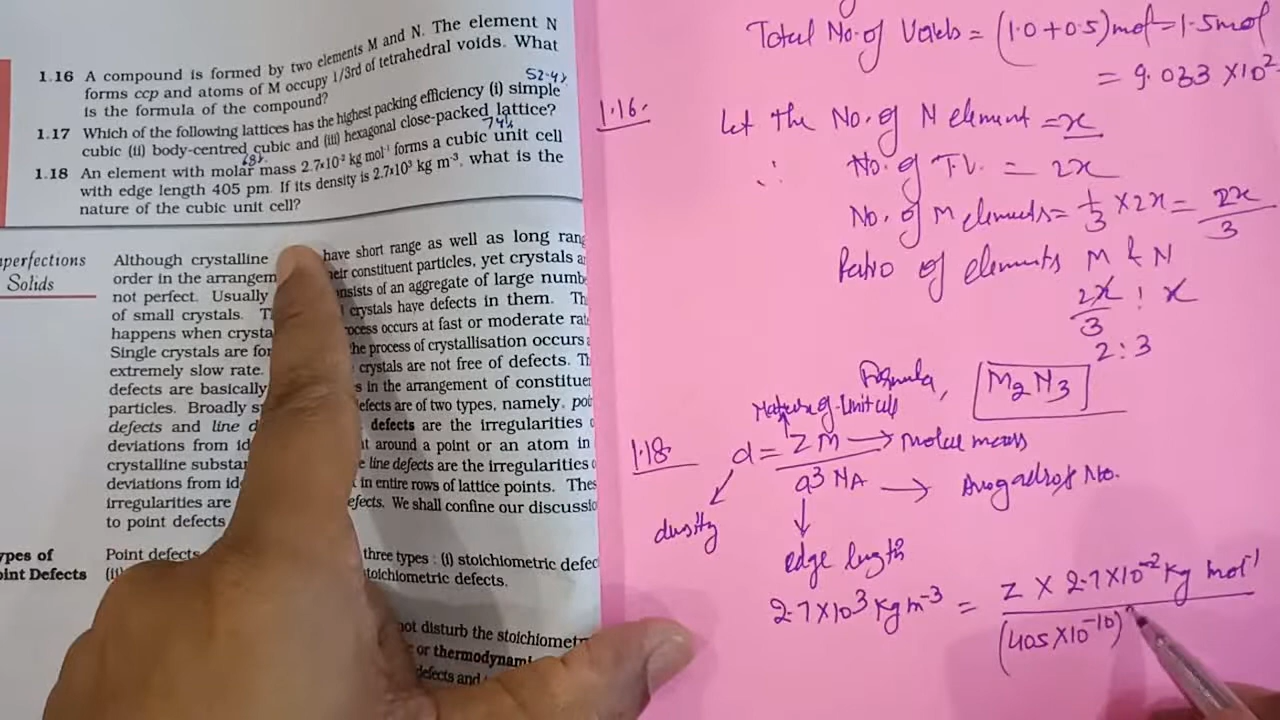 1.16 A compound is formed by two elements M and N. The element N
forms ccp and atoms of M occupy 1/3rd of tetrahedral voids. What
is the formula of the compound?
52.4%
1.17 Which of the following lattices has the highest packing efficiency (i) simple
cubic (ii) body-centred cubic and (iii) hexagonal close-packed lattice?
68%
74%
1.18 An element with molar mass 2.7×10⁻² kg mol⁻¹ forms a cubic unit cell
with edge length 405 pm. If its density is 2.7×10³ kg m⁻³, what is the
nature of the cubic unit cell?
perfections
Solids
Although crystalline have short range as well as long rang
order in the arrangem eir constituent particles, yet crystals a
not perfect. Usually onsists of an aggregate of large numb
of small crystals. T crystals have defects in them. Th
happens when crysta rocess occurs at fast or moderate rat
Single crystals are for the process of crystallisation occurs
extremely slow rate. crystals are not free of defects. Th
defects are basically s in the arrangement of constituen
particles. Broadly s efects are of two types, namely, poi
defects and line d defects are the irregularities o
deviations from id t around a point or an atom in
crystalline substan e line defects are the irregularities o
deviations from id in entire rows of lattice points. Thes
irregularities are efects. We shall confine our discussio
to point defects
ypes of
oint Defects
Point defects three types : (i) stoichiometric defec
(ii) toichiometric defects.
not disturb the stoichiometr
or thermodynami
defects and
Total No. of Voids = (1.0+0.5)mol=1.5mol
= 9.033 ×10²
1.16.
Let the No. of N element = x
∴ No. of T.V. = 2x
No. of M elements = 1/3 ×2x = 2x/3
Ratio of elements M & N
2x/3 : x
2:3
Formula, M₂N₃
Nature of Unit cell
1.18. d = ZM/a³NA → Molar mass
→ Avogadro's No.
density
edge length
2.7×10³ Kg m⁻³ = Z × 2.7×10⁻² Kg mol⁻¹
(405×10⁻¹⁰)